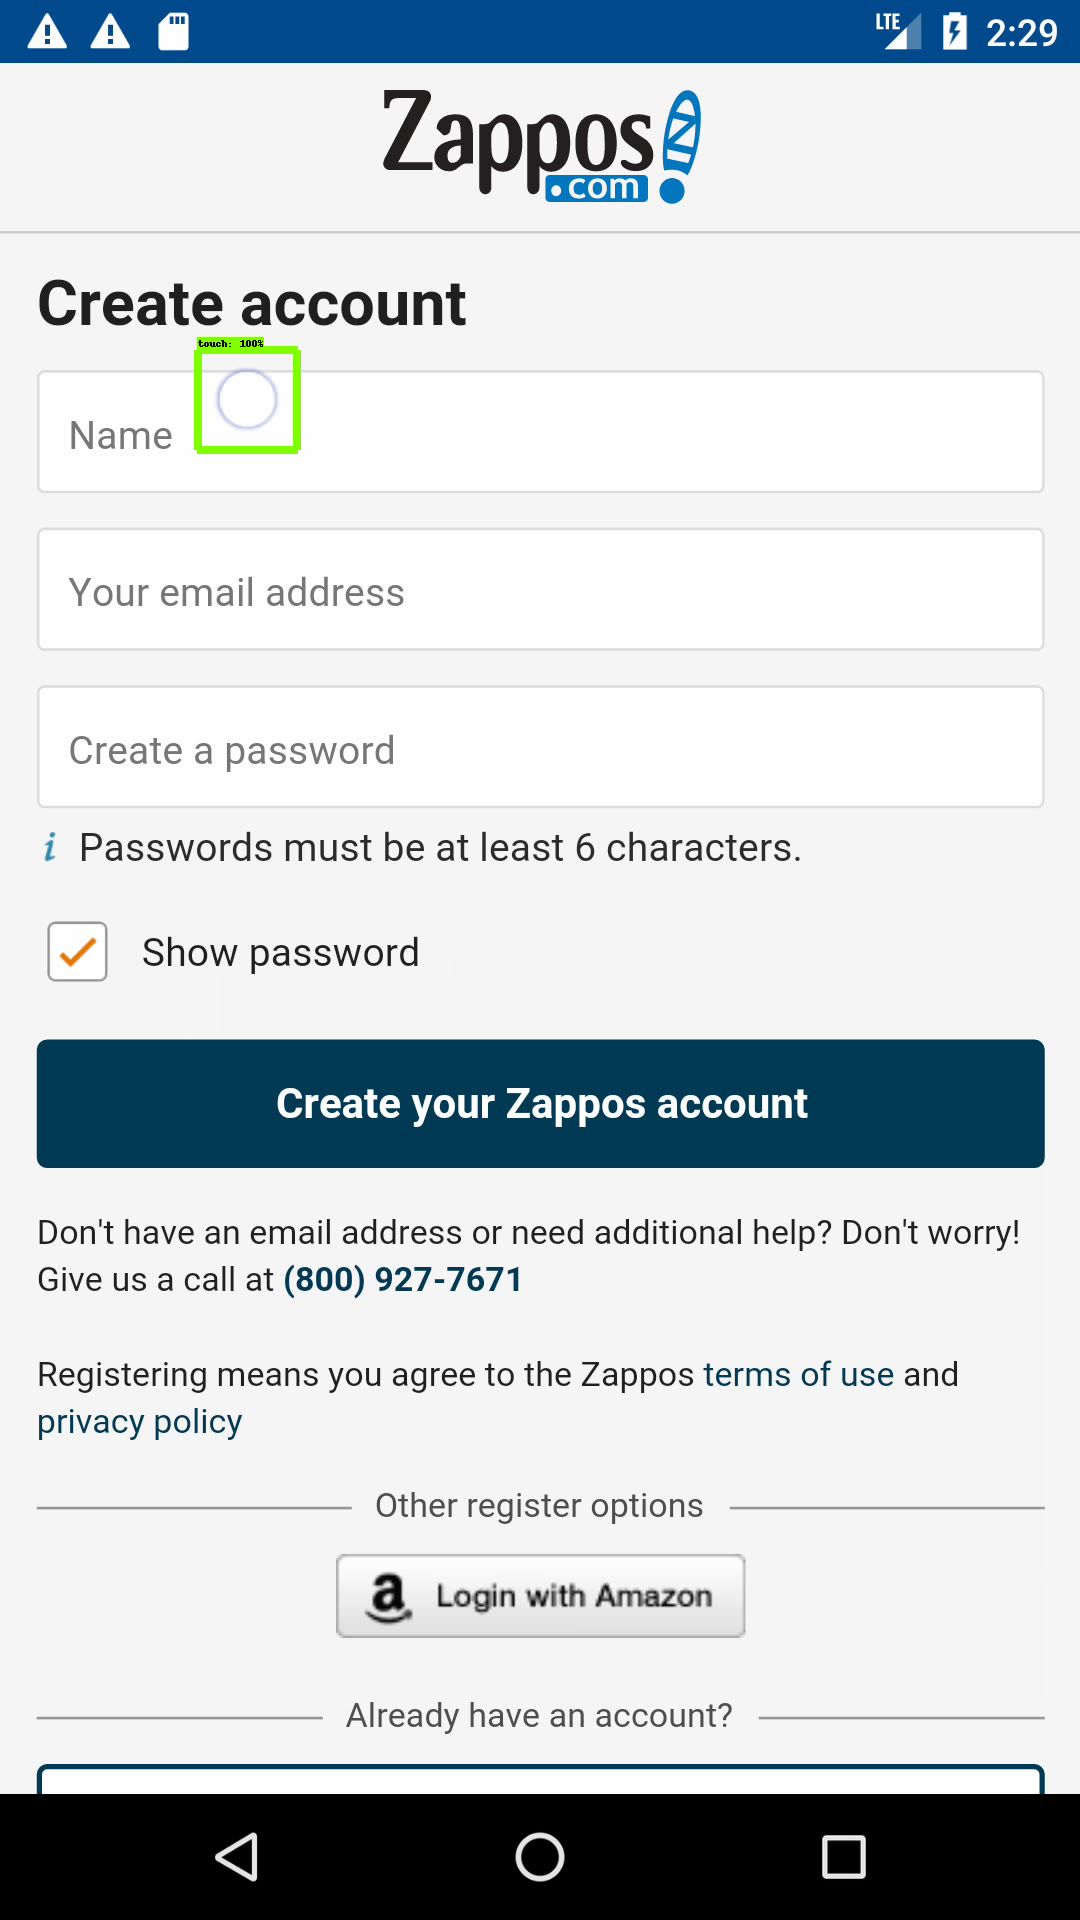 LTE 2:29
Zappos
.com
Create account
touch: 100%
Name
Your email address
Create a password
i Passwords must be at least 6 characters.
Show password
Create your Zappos account
Don't have an email address or need additional help? Don't worry!
Give us a call at (800) 927-7671
Registering means you agree to the Zappos terms of use and
privacy policy
Other register options
a Login with Amazon
Already have an account?